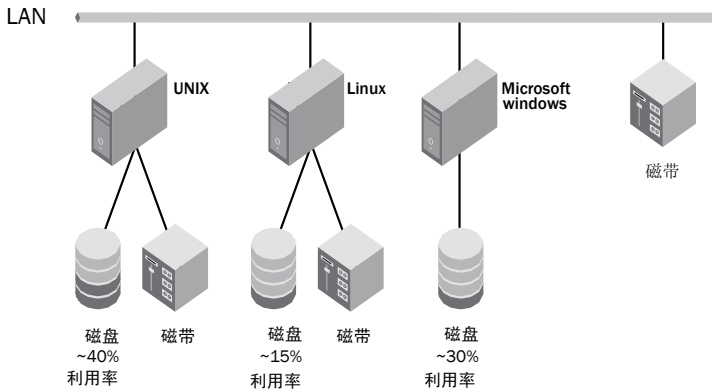 LAN
UNIX
Linux
Microsoft
windows
磁带
磁盘
~40%
利用率
磁带
磁盘
~15%
利用率
磁带
磁盘
~30%
利用率